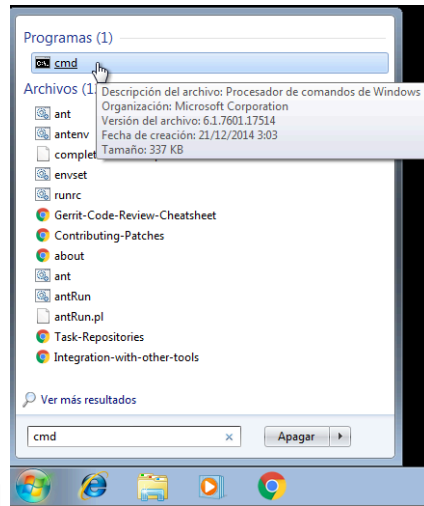 Programas (1)
cmd
Archivos (1
Descripción del archivo: Procesador de comandos de Windows
Organización: Microsoft Corporation
Versión del archivo: 6.1.7601.17514
Fecha de creación: 21/12/2014 3:03
Tamaño: 337 KB
ant
antenv
complet
envset
runrc
Gerrit-Code-Review-Cheatsheet
Contributing-Patches
about
ant
antRun
antRun.pl
Task-Repositories
Integration-with-other-tools
Ver más resultados
cmd
Apagar